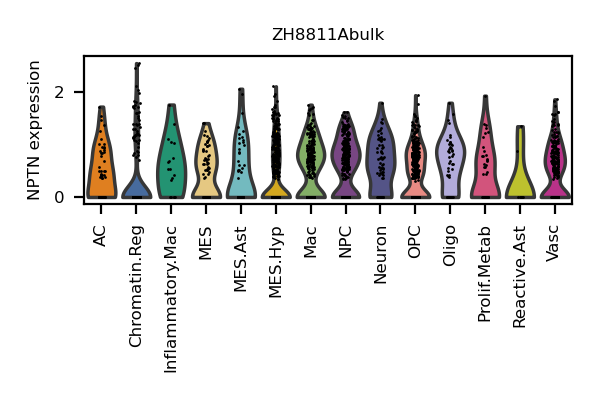 ZH8811Abulk
NPTN expression
2
0
AC
Chromatin.Reg
Inflammatory.Mac
MES
MES.Ast
MES.Hyp
Mac
NPC
Neuron
OPC
Oligo
Prolif.Metab
Reactive.Ast
Vasc